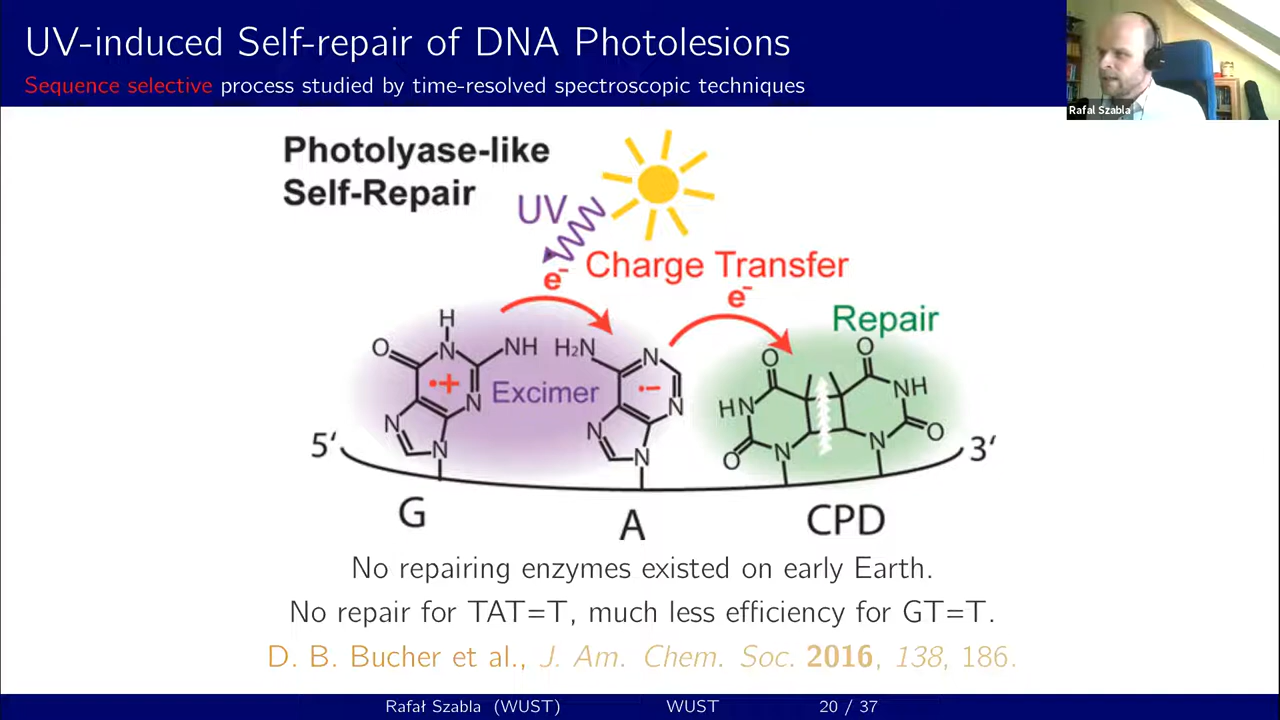 UV-induced Self-repair of DNA Photolesions
Sequence selective process studied by time-resolved spectroscopic techniques
Rafal Szabla
Photolyase-like
Self-Repair
UV
Charge Transfer
e-
e-
Repair
H
O
N
NH
H₂N
N
O
O
•+
N
Excimer
•−
N
HN
NH
N
N
N
N
O
N
N
O
5‘
3‘
G
A
CPD
No repairing enzymes existed on early Earth.
No repair for TAT=T, much less efficiency for GT=T.
D. B. Bucher et al., J. Am. Chem. Soc. 2016, 138, 186.
Rafał Szabla (WUST) WUST 20 / 37